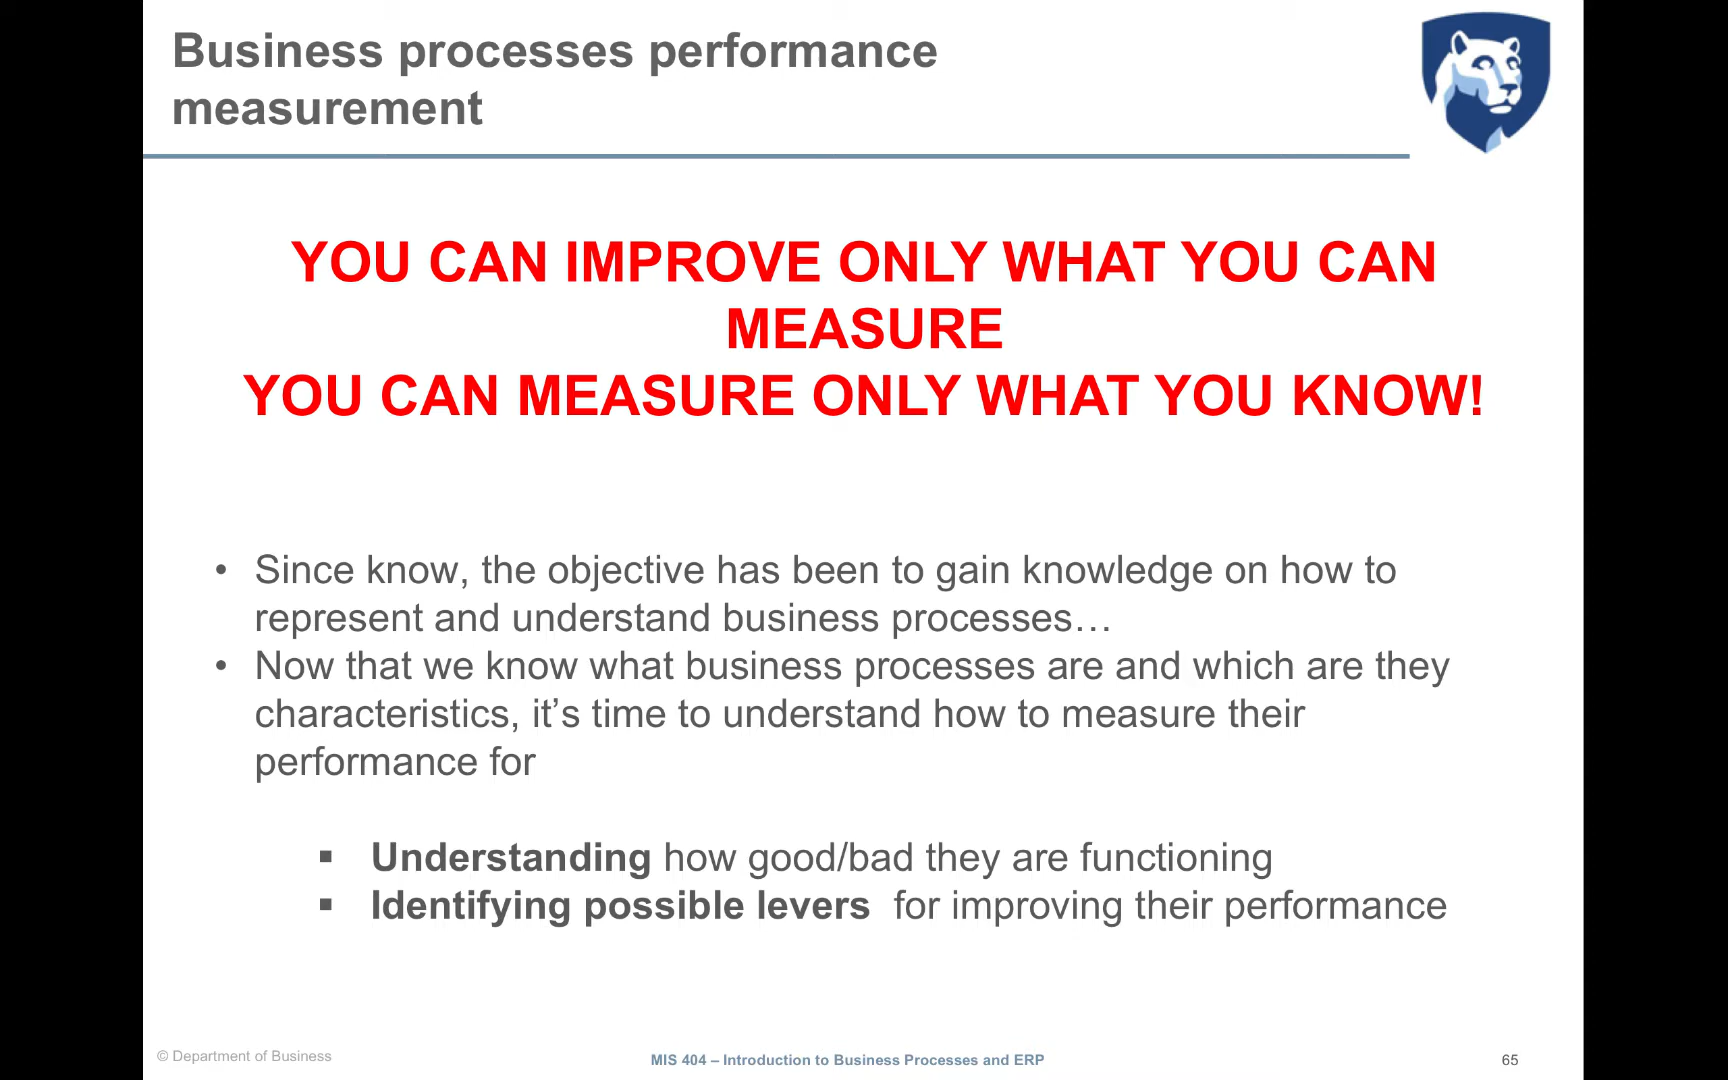 Business processes performance
measurement
YOU CAN IMPROVE ONLY WHAT YOU CAN
MEASURE
YOU CAN MEASURE ONLY WHAT YOU KNOW!
• Since know, the objective has been to gain knowledge on how to
represent and understand business processes…
• Now that we know what business processes are and which are they
characteristics, it’s time to understand how to measure their
performance for
▪ Understanding how good/bad they are functioning
▪ Identifying possible levers for improving their performance
© Department of Business
MIS 404 – Introduction to Business Processes and ERP
65